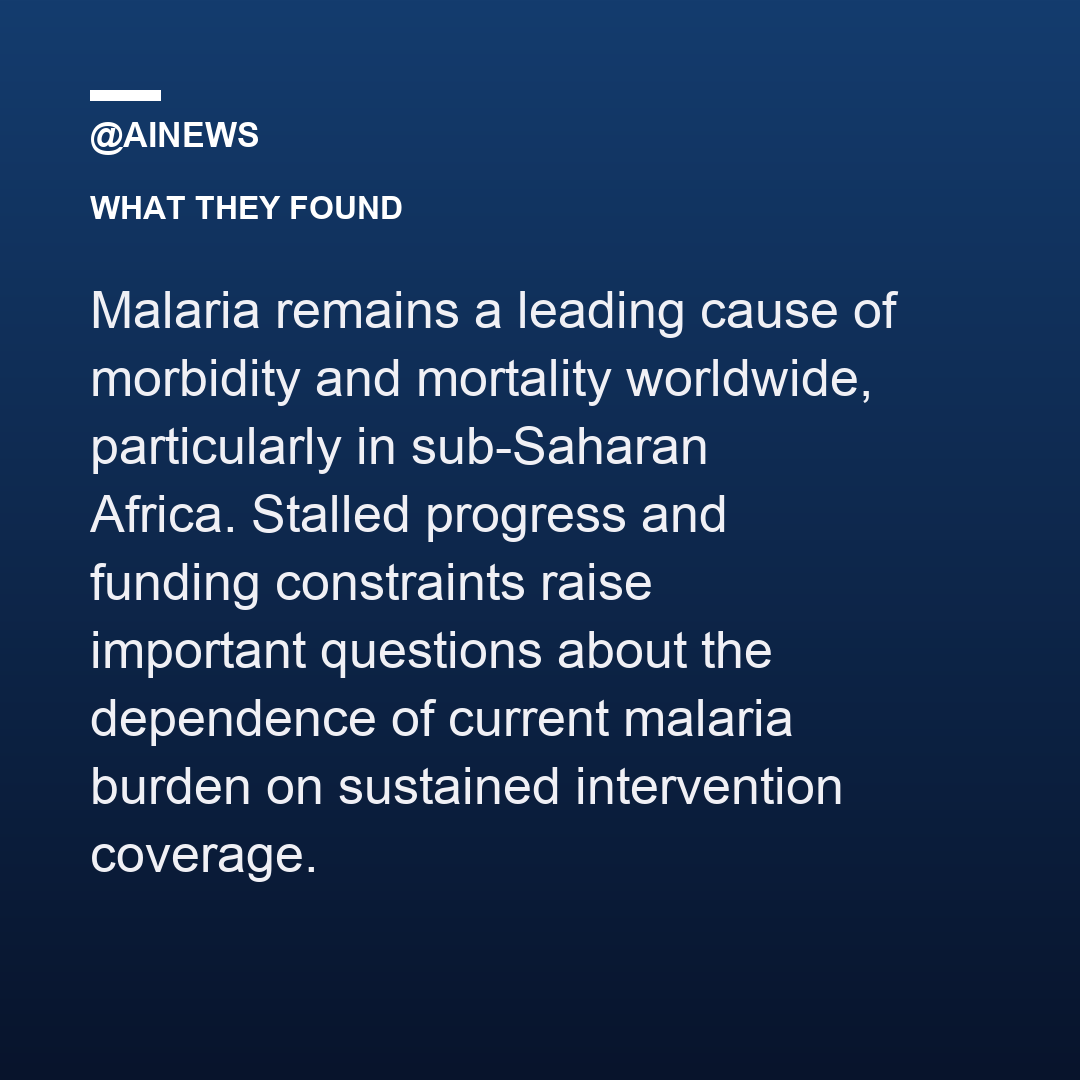 @AINEWS
WHAT THEY FOUND
Malaria remains a leading cause of
morbidity and mortality worldwide,
particularly in sub-Saharan
Africa. Stalled progress and
funding constraints raise
important questions about the
dependence of current malaria
burden on sustained intervention
coverage.